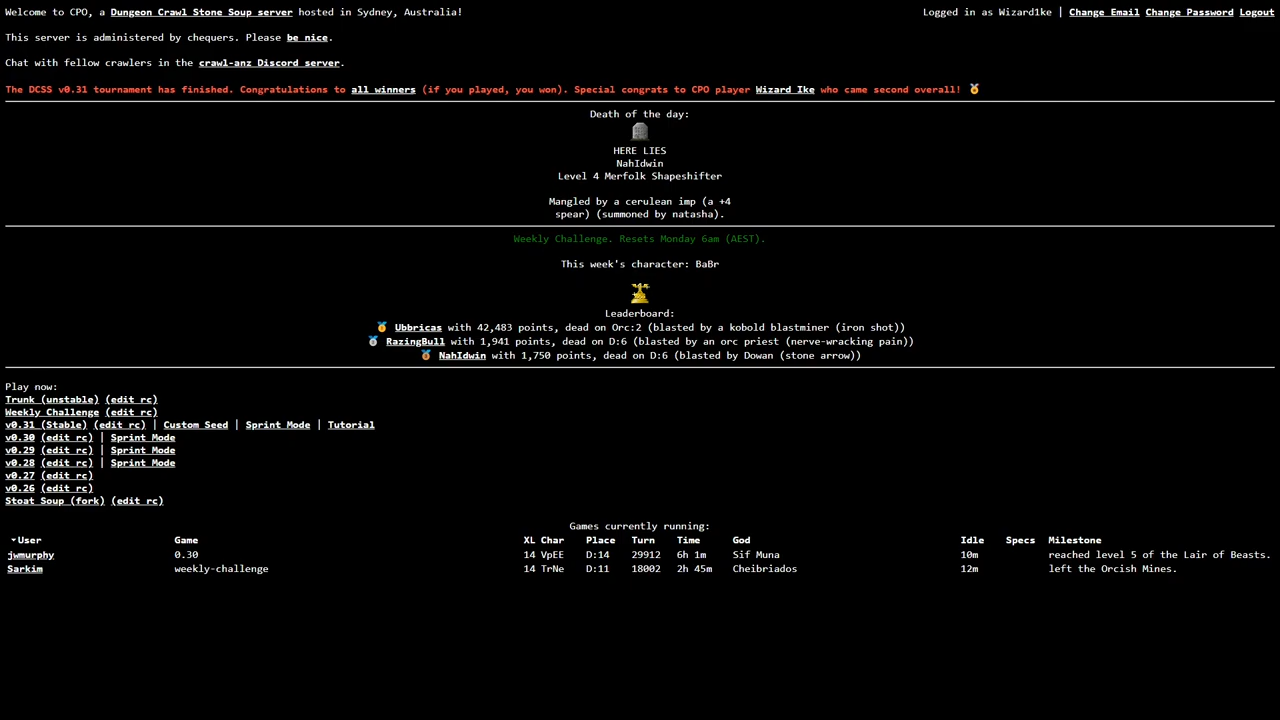 Welcome to CPO, a Dungeon Crawl Stone Soup server hosted in Sydney, Australia!
Logged in as Wizard1ke | Change Email Change Password Logout
This server is administered by chequers. Please be nice.
Chat with fellow crawlers in the crawl-anz Discord server.
The DCSS v0.31 tournament has finished. Congratulations to all winners (if you played, you won). Special congrats to CPO player Wizard Ike who came second overall!
Death of the day:
HERE LIES
NahIdwin
Level 4 Merfolk Shapeshifter
Mangled by a cerulean imp (a +4
spear) (summoned by natasha).
Weekly Challenge. Resets Monday 6am (AEST).
This week's character: BaBr
Leaderboard:
Ubbricas with 42,483 points, dead on Orc:2 (blasted by a kobold blastminer (iron shot))
RazingBull with 1,941 points, dead on D:6 (blasted by an orc priest (nerve-wracking pain))
NahIdwin with 1,750 points, dead on D:6 (blasted by Dowan (stone arrow))
Play now:
Trunk (unstable) (edit rc)
Weekly Challenge (edit rc)
v0.31 (Stable) (edit rc) | Custom Seed | Sprint Mode | Tutorial
v0.30 (edit rc) | Sprint Mode
v0.29 (edit rc) | Sprint Mode
v0.28 (edit rc) | Sprint Mode
v0.27 (edit rc)
v0.26 (edit rc)
Stoat Soup (fork) (edit rc)
Games currently running:
User Game XL Char Place Turn Time God Idle Specs Milestone
jwmurphy 0.30 14 VpEE D:14 29912 6h 1m Sif Muna 10m reached level 5 of the Lair of Beasts.
Sarkim weekly-challenge 14 TrNe D:11 18002 2h 45m Cheibriados 12m left the Orcish Mines.